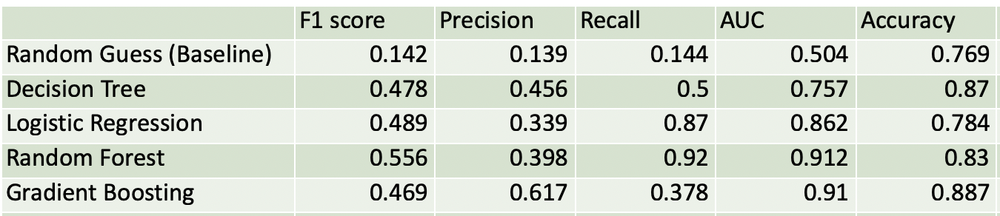 F1 score Precision Recall AUC Accuracy
Random Guess (Baseline) 0.142 0.139 0.144 0.504 0.769
Decision Tree 0.478 0.456 0.5 0.757 0.87
Logistic Regression 0.489 0.339 0.87 0.862 0.784
Random Forest 0.556 0.398 0.92 0.912 0.83
Gradient Boosting 0.469 0.617 0.378 0.91 0.887